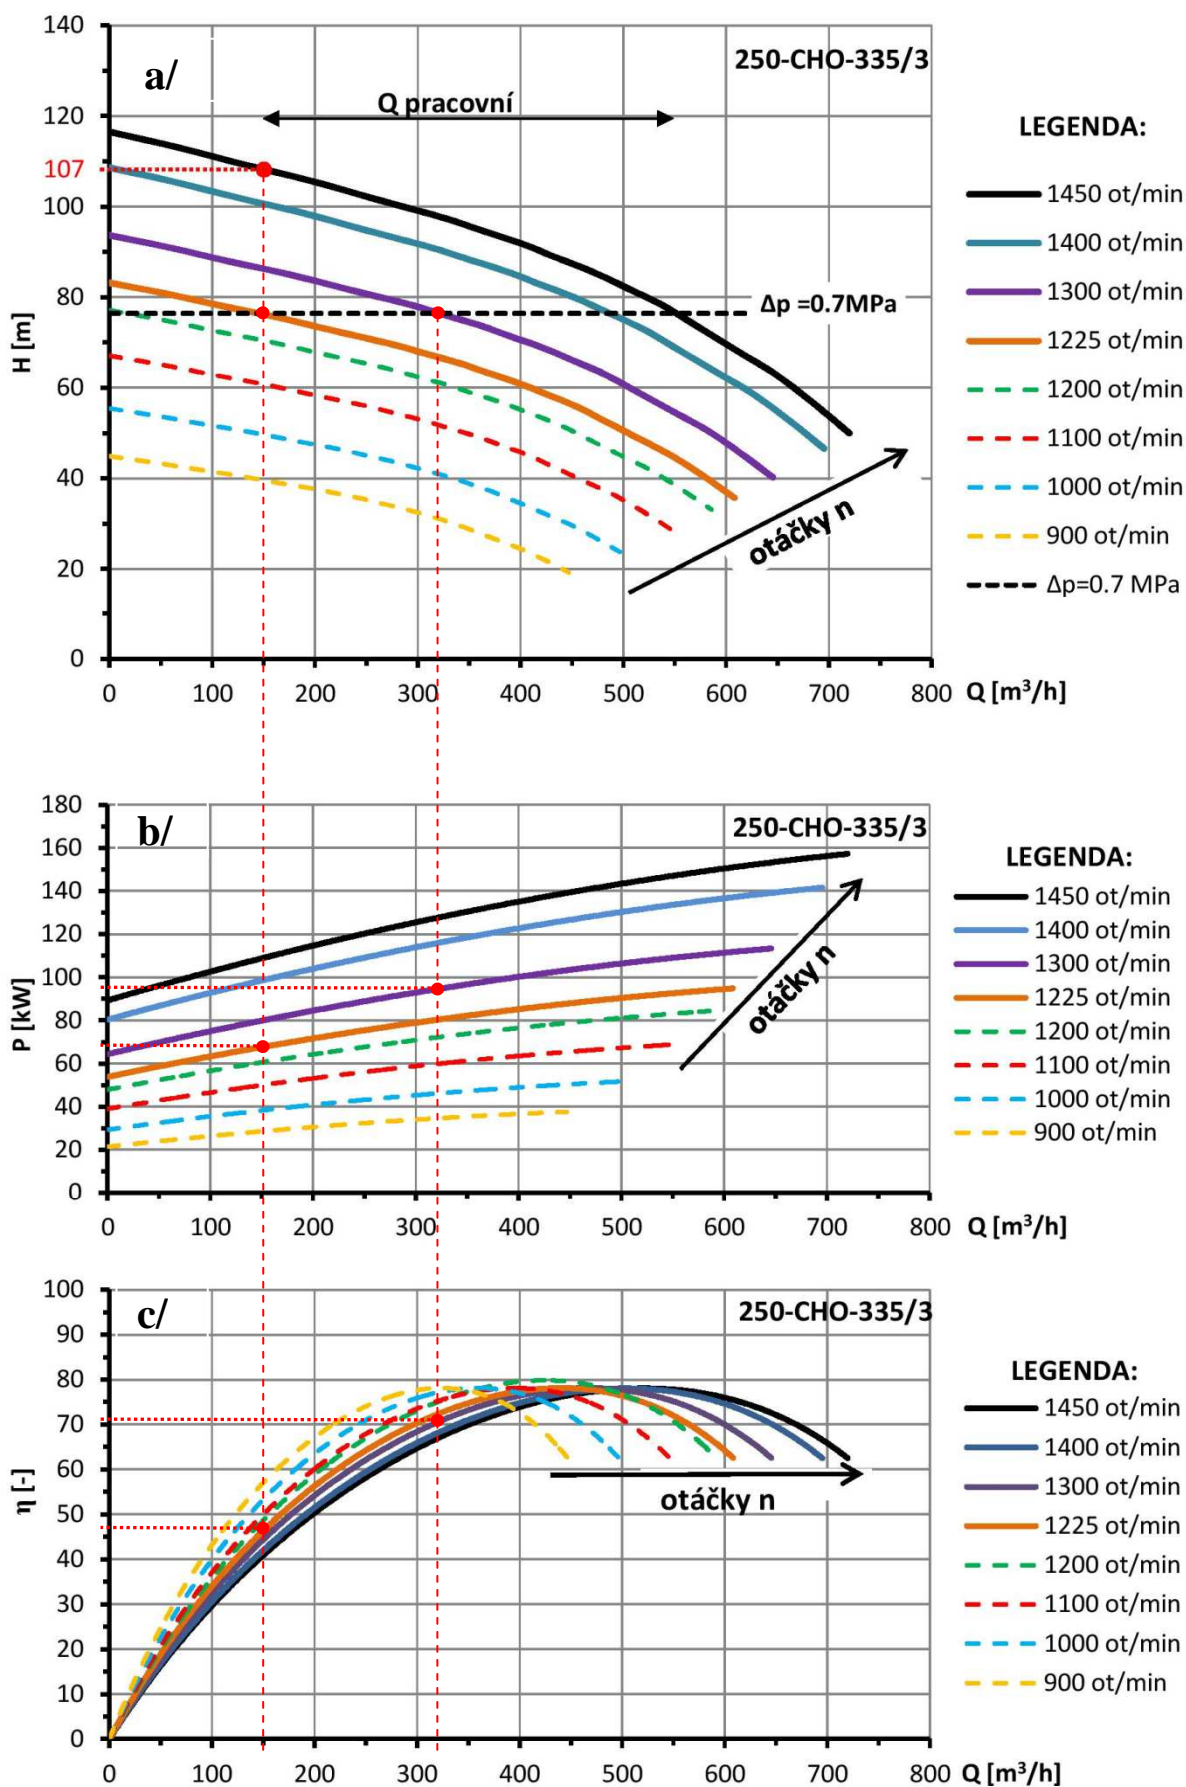 140
120
107
100
80
60
40
20
0
H [m]
a/
250-CHO-335/3
Q pracovní
Δp =0.7MPa
otáčky n
0 100 200 300 400 500 600 700 800 Q [m³/h]
LEGENDA:
1450 ot/min
1400 ot/min
1300 ot/min
1225 ot/min
1200 ot/min
1100 ot/min
1000 ot/min
900 ot/min
Δp=0.7 MPa
180
160
140
120
100
80
60
40
20
0
P [kW]
b/
250-CHO-335/3
otáčky n
0 100 200 300 400 500 600 700 800 Q [m³/h]
LEGENDA:
1450 ot/min
1400 ot/min
1300 ot/min
1225 ot/min
1200 ot/min
1100 ot/min
1000 ot/min
900 ot/min
100
90
80
70
60
50
40
30
20
10
0
η [-]
c/
250-CHO-335/3
otáčky n
0 100 200 300 400 500 600 700 800 Q [m³/h]
LEGENDA:
1450 ot/min
1400 ot/min
1300 ot/min
1225 ot/min
1200 ot/min
1100 ot/min
1000 ot/min
900 ot/min